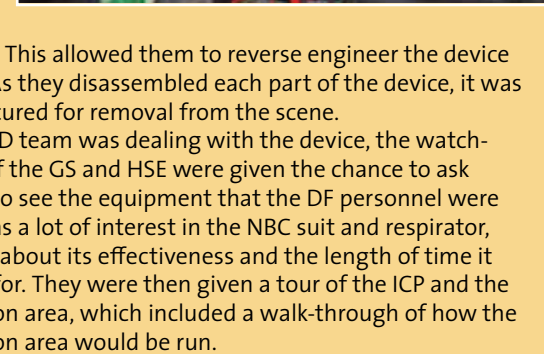 This allowed them to reverse engineer the device
s they disassembled each part of the device, it was
ured for removal from the scene.
D team was dealing with the device, the watch-
f the GS and HSE were given the chance to ask
o see the equipment that the DF personnel were
s a lot of interest in the NBC suit and respirator,
about its effectiveness and the length of time it
for. They were then given a tour of the ICP and the
on area, which included a walk-through of how the
on area would be run.